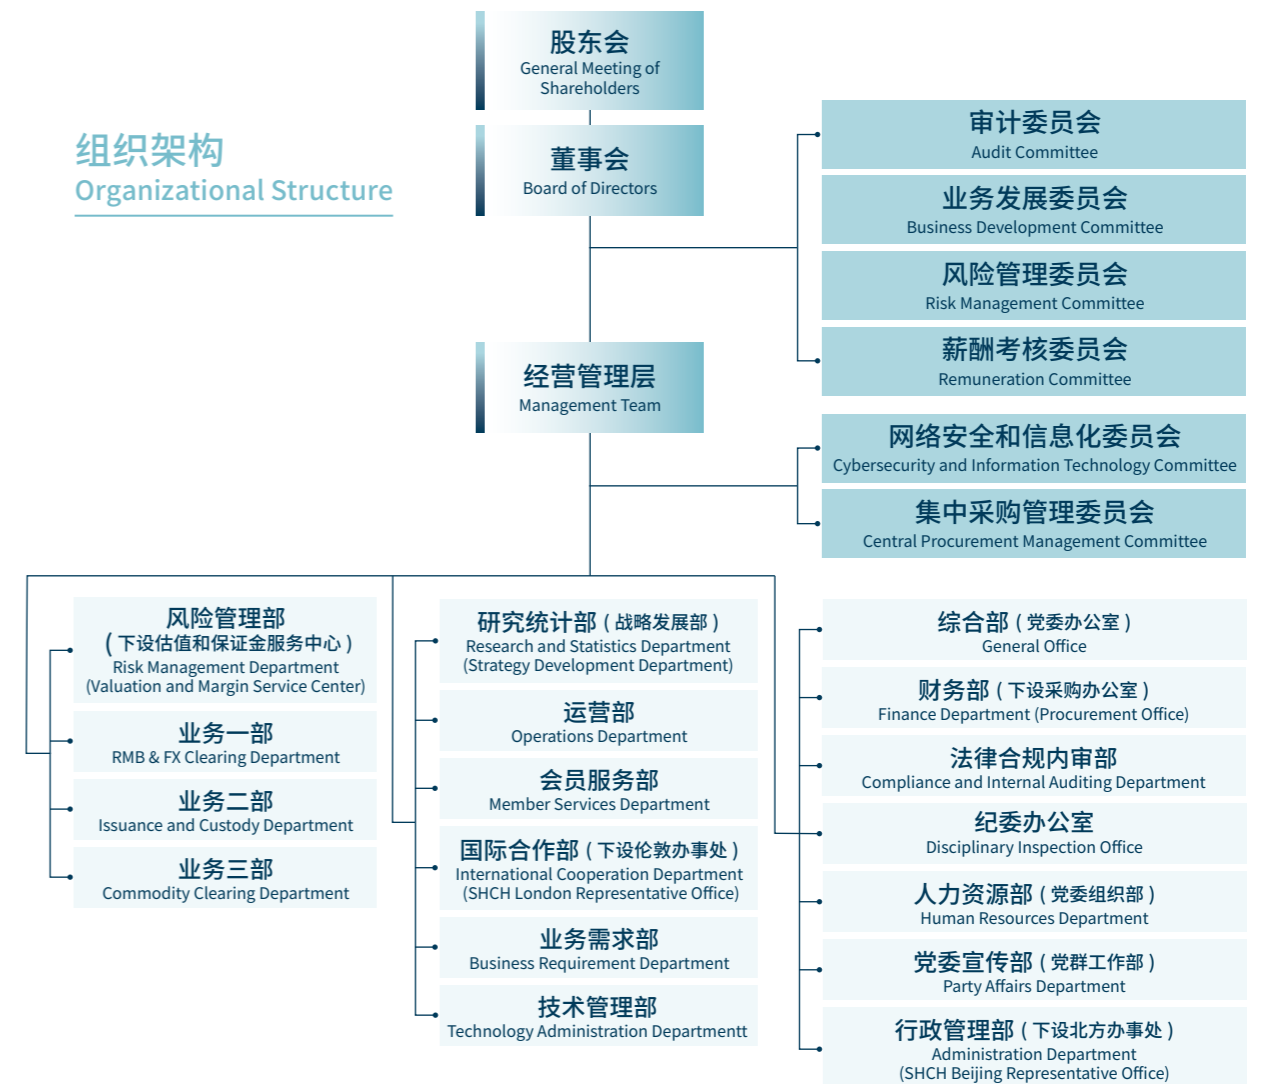 组织架构
Organizational Structure
股东会
General Meeting of
Shareholders
董事会
Board of Directors
审计委员会
Audit Committee
业务发展委员会
Business Development Committee
风险管理委员会
Risk Management Committee
薪酬考核委员会
Remuneration Committee
经营管理层
Management Team
网络安全和信息化委员会
Cybersecurity and Information Technology Committee
集中采购管理委员会
Central Procurement Management Committee
风险管理部
(下设估值和保证金服务中心)
Risk Management Department
(Valuation and Margin Service Center)
业务一部
RMB & FX Clearing Department
业务二部
Issuance and Custody Department
业务三部
Commodity Clearing Department
研究统计部(战略发展部)
Research and Statistics Department
(Strategy Development Department)
运营部
Operations Department
会员服务部
Member Services Department
国际合作部(下设伦敦办事处)
International Cooperation Department
(SHCH London Representative Office)
业务需求部
Business Requirement Department
技术管理部
Technology Administration Departmentt
综合部(党委办公室)
General Office
财务部(下设采购办公室)
Finance Department (Procurement Office)
法律合规内审部
Compliance and Internal Auditing Department
纪委办公室
Disciplinary Inspection Office
人力资源部(党委组织部)
Human Resources Department
党委宣传部(党群工作部)
Party Affairs Department
行政管理部(下设北方办事处)
Administration Department
(SHCH Beijing Representative Office)